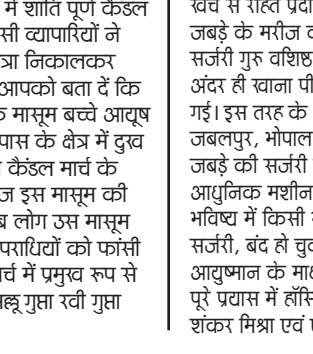 में शांति पूर्ण कैंडल
सी व्यापारियों ने
त्रा निकालकर
आपको बता दें कि
मासूम बच्चे आयूष
पास के क्षेत्र में दुख
कैंडल मार्च के
ज इस मासूम की
ब लोग उस मासूम
पराधियों को फांसी
र्च में प्रमुख रूप से
ल्लू गुप्ता रवी गुप्ता
खर्च से राहत प्रदा
जबड़े के मरीज क
सर्जरी गुरु वशिष्ठ
अंदर ही खाना पी
गई। इस तरह के
जबलपुर, भोपाल
जबड़े की सर्जरी
आधुनिक मशीन
भविष्य में किसी
सर्जरी, बंद हो चु
आयुष्मान के माध
पूरे प्रयास में हॉस्
शंकर मिश्रा एवं